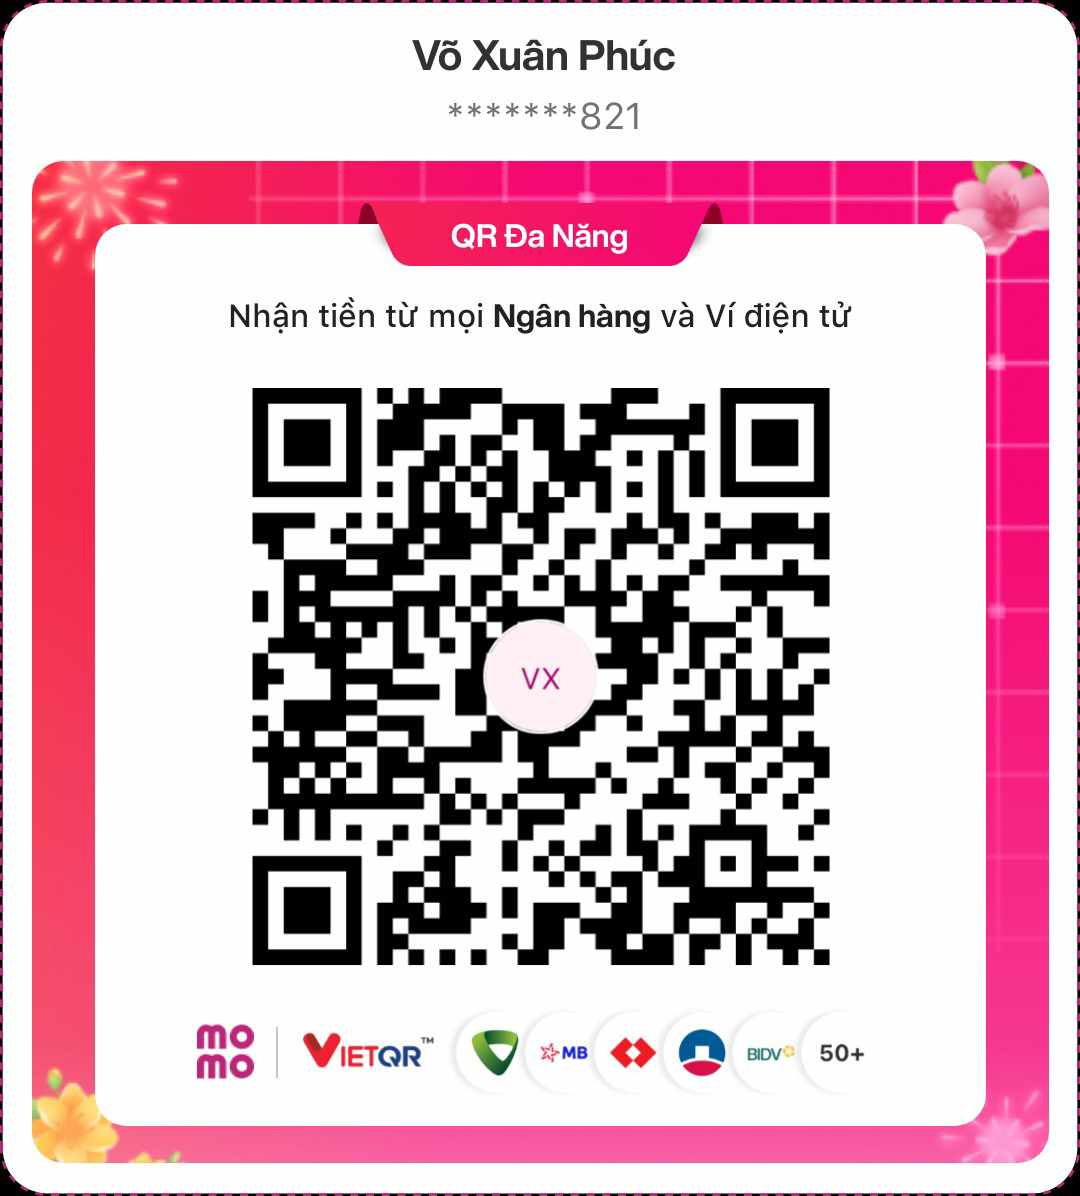 Võ Xuân Phúc
*******821
QR Đa Năng
Nhận tiền từ mọi Ngân hàng và Ví điện tử
VX
mo
mo
VIETQR™
MB
BIDV
50+